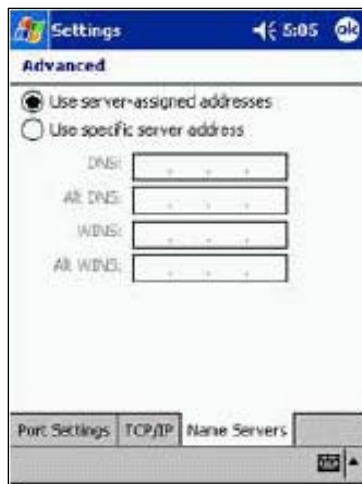 Settings 5:05 ok
Advanced
Use server-assigned addresses
Use specific server address
DNS:
Alt DNS:
WINS:
Alt WINS:
Port Settings TCP/IP Name Servers